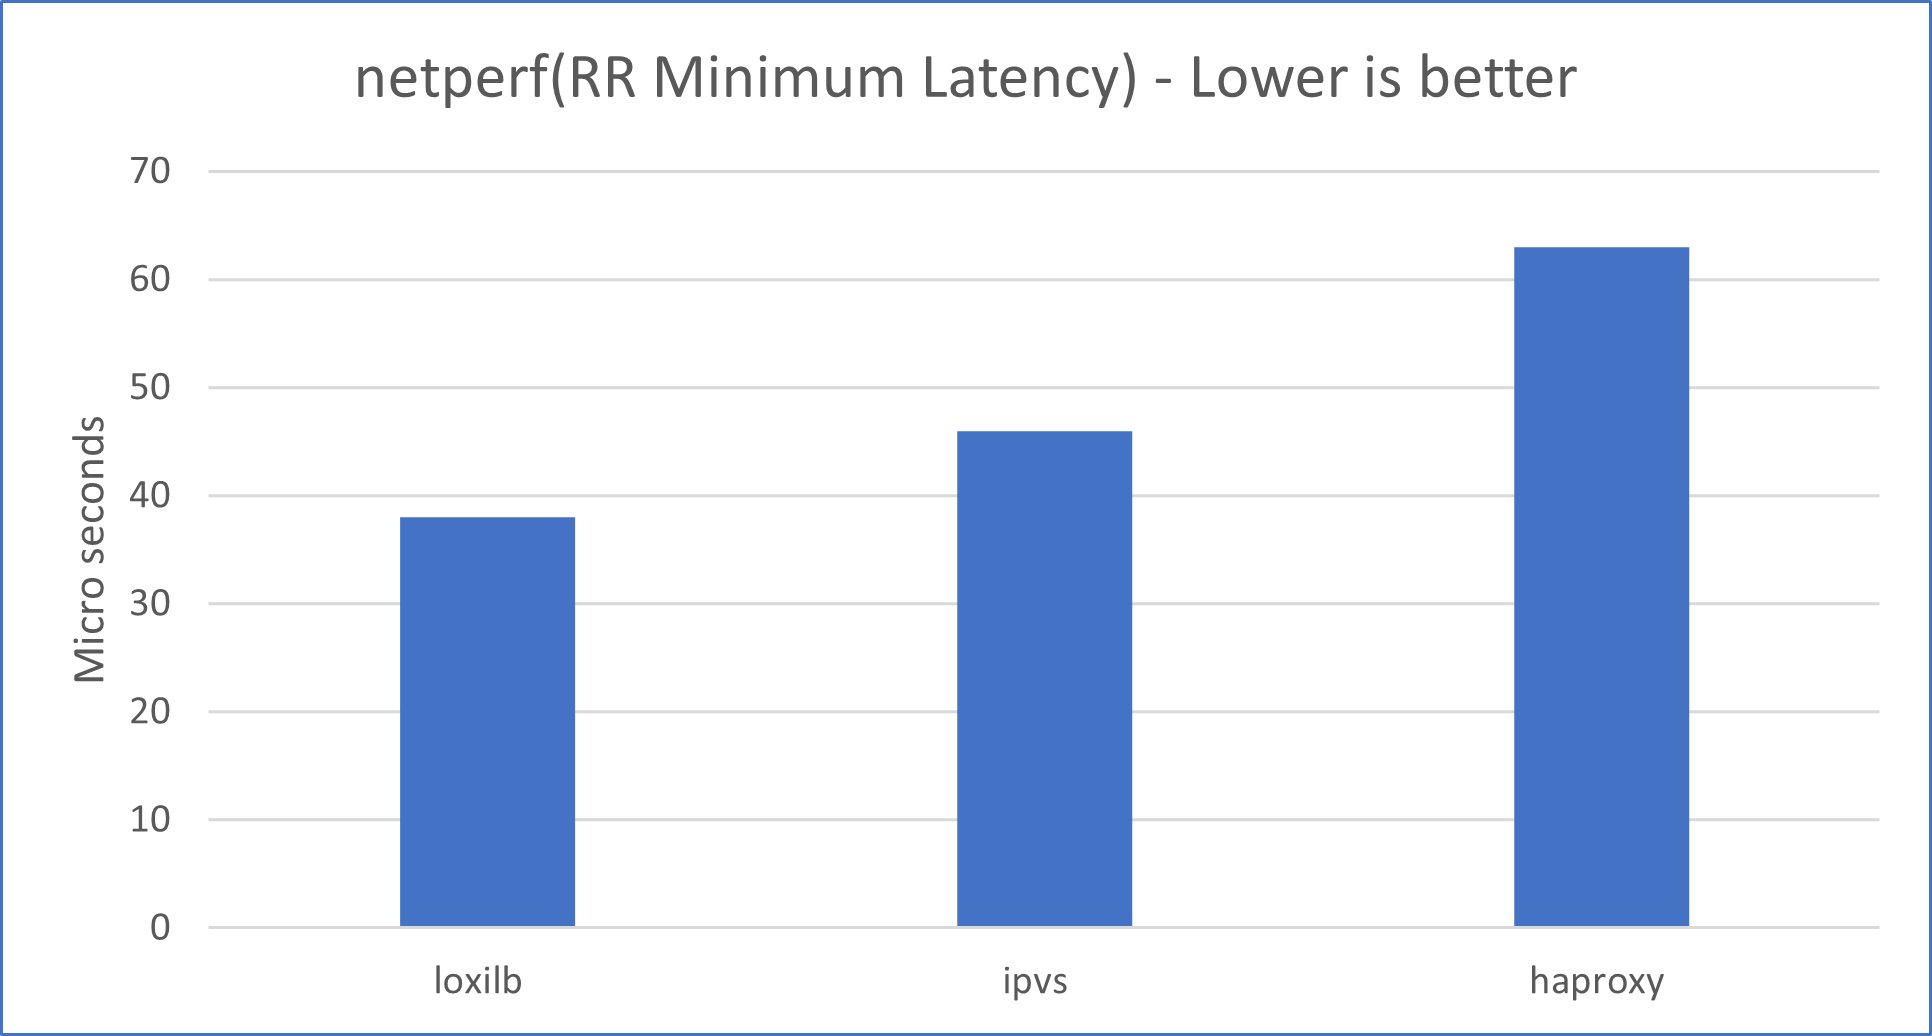 netperf(RR Minimum Latency) - Lower is better
Micro seconds
70
60
50
40
30
20
10
0
loxilb
ipvs
haproxy